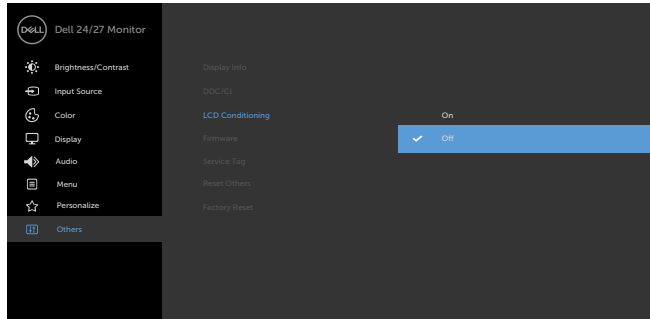 DELL
Dell 24/27 Monitor
Brightness/Contrast
Input Source
Color
Display
Audio
Menu
Personalize
Others
Display Info
DDC/CI
LCD Conditioning
Firmware
Service Tag
Reset Others
Factory Reset
On
Off